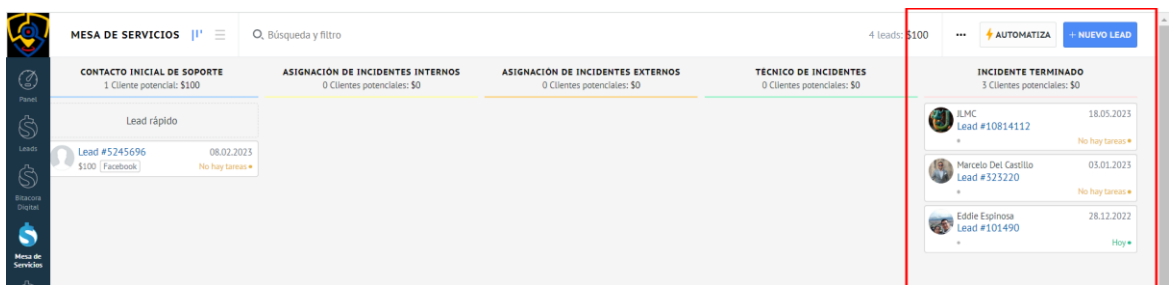 MESA DE SERVICIOS
Búsqueda y filtro
4 leads: $100
AUTOMATIZA
+ NUEVO LEAD
Panel
Leads
Bitacora
Digital
Mesa de
Servicios
CONTACTO INICIAL DE SOPORTE
1 Cliente potencial: $100
Lead rápido
Lead #5245696 08.02.2023
$100 Facebook No hay tareas
ASIGNACIÓN DE INCIDENTES INTERNOS
0 Clientes potenciales: $0
ASIGNACIÓN DE INCIDENTES EXTERNOS
0 Clientes potenciales: $0
TÉCNICO DE INCIDENTES
0 Clientes potenciales: $0
INCIDENTE TERMINADO
3 Clientes potenciales: $0
JLMC 18.05.2023
Lead #10814112
No hay tareas
Marcelo Del Castillo 03.01.2023
Lead #323220
No hay tareas
Eddie Espinosa 28.12.2022
Lead #101490
Hoy